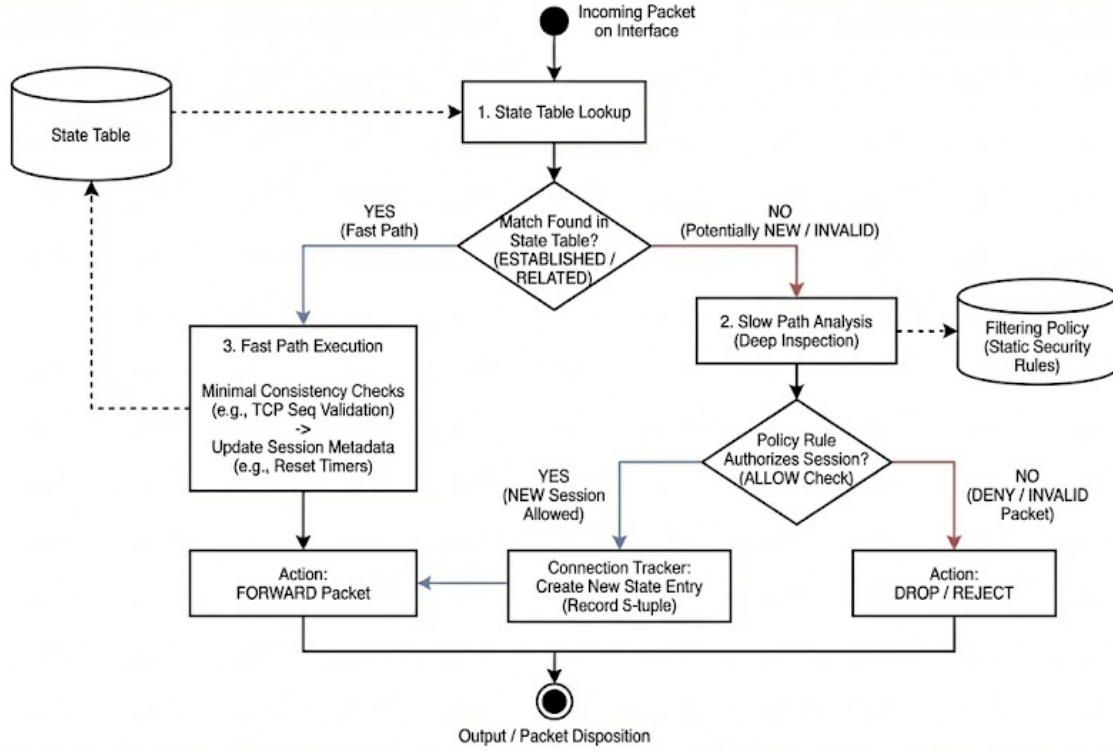 Incoming Packet
on Interface
State Table
1. State Table Lookup
YES
(Fast Path)
Match Found in
State Table?
(ESTABLISHED /
RELATED)
NO
(Potentially NEW / INVALID)
3. Fast Path Execution
Minimal Consistency Checks
(e.g., TCP Seq Validation)
->
Update Session Metadata
(e.g., Reset Timers)
2. Slow Path Analysis
(Deep Inspection)
Filtering Policy
(Static Security
Rules)
Policy Rule
Authorizes Session?
(ALLOW Check)
YES
(NEW Session
Allowed)
NO
(DENY / INVALID
Packet)
Action:
FORWARD Packet
Connection Tracker:
Create New State Entry
(Record 5-tuple)
Action:
DROP / REJECT
Output / Packet Disposition